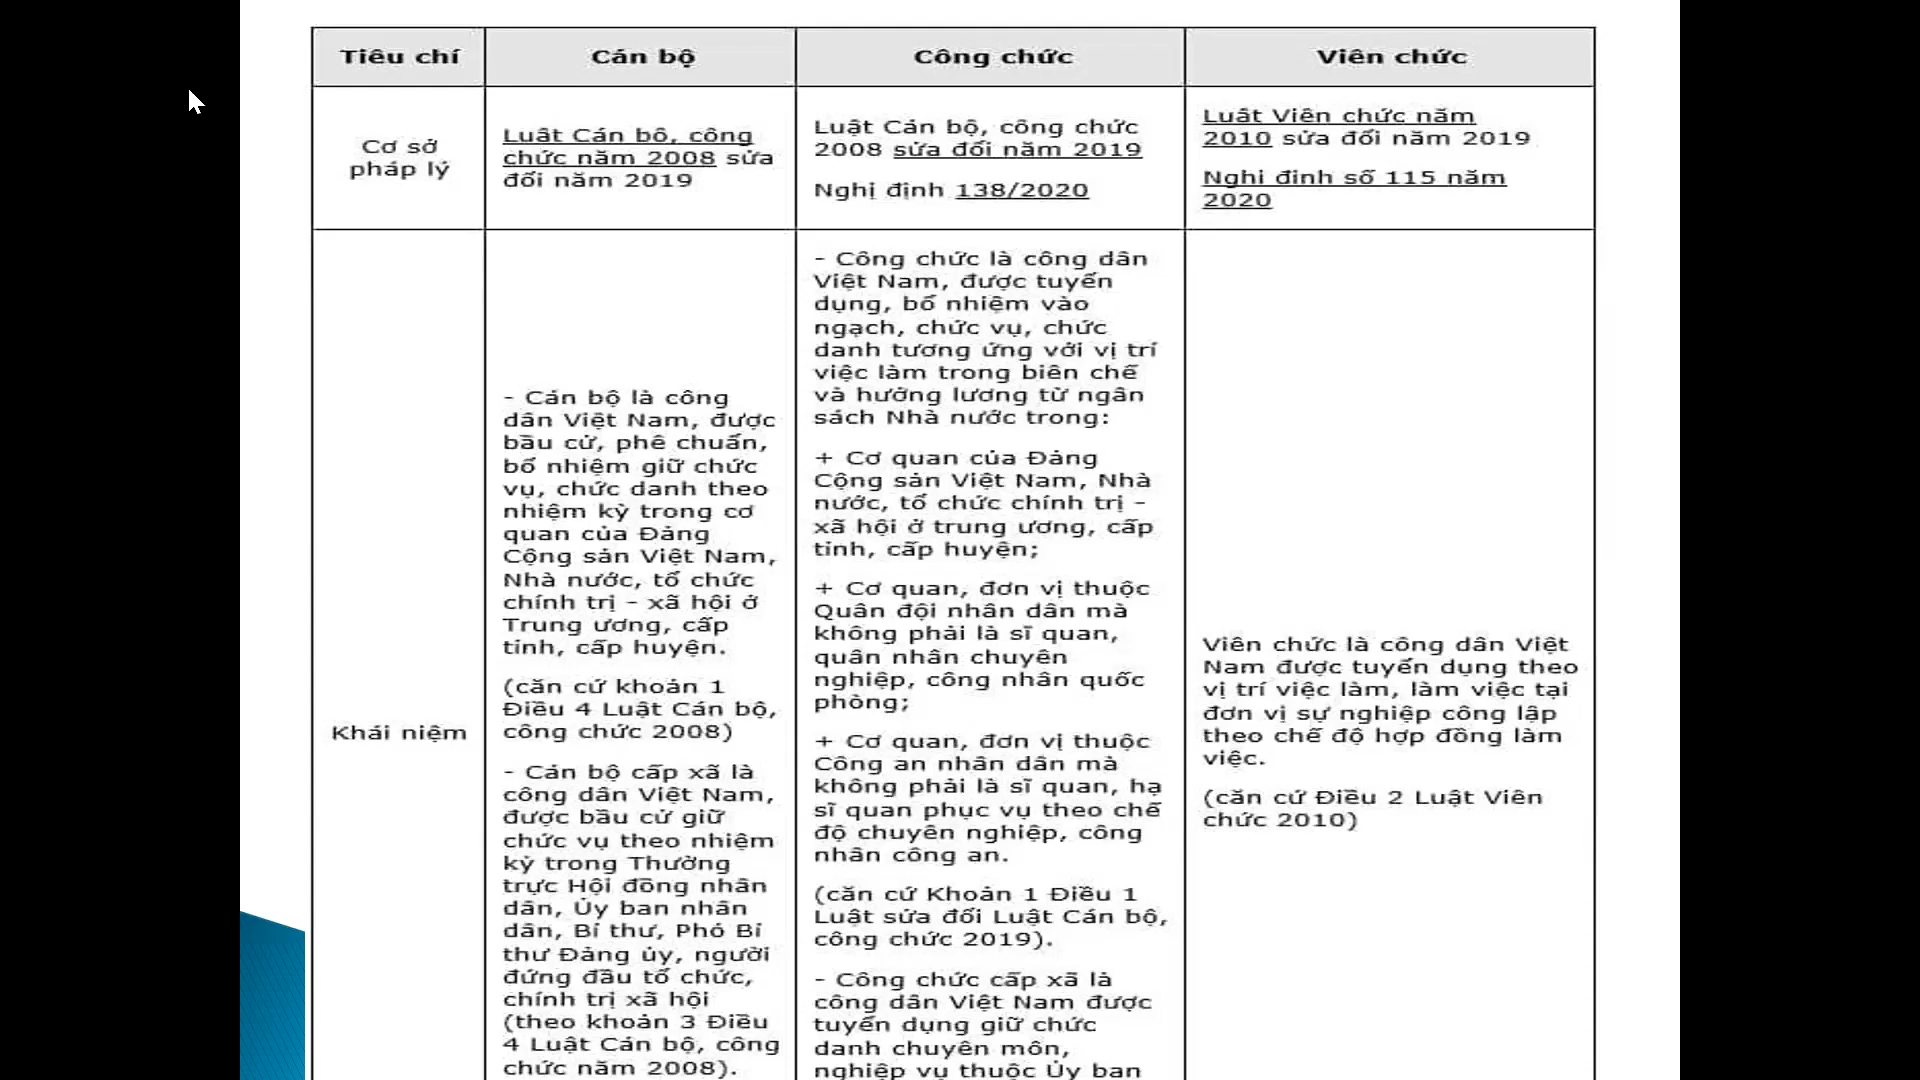 Tiêu chí
Cán bộ
Công chức
Viên chức
Cơ sở
pháp lý
Luật Cán bộ, công
chức năm 2008 sửa
đổi năm 2019
Luật Cán bộ, công chức
2008 sửa đổi năm 2019
Nghị định 138/2020
Luật Viên chức năm
2010 sửa đổi năm 2019
Nghị định số 115 năm
2020
Khái niệm
- Cán bộ là công
dân Việt Nam, được
bầu cử, phê chuẩn,
bổ nhiệm giữ chức
vụ, chức danh theo
nhiệm kỳ trong cơ
quan của Đảng
Cộng sản Việt Nam,
Nhà nước, tổ chức
chính trị - xã hội ở
Trung ương, cấp
tỉnh, cấp huyện.
(căn cứ khoản 1
Điều 4 Luật Cán bộ,
công chức 2008)
- Cán bộ cấp xã là
công dân Việt Nam,
được bầu cử giữ
chức vụ theo nhiệm
kỳ trong Thường
trực Hội đồng nhân
dân, Ủy ban nhân
dân, Bí thư, Phó Bí
thư Đảng ủy, người
đứng đầu tổ chức,
chính trị xã hội
(theo khoản 3 Điều
4 Luật Cán bộ, công
chức năm 2008).
- Công chức là công dân
Việt Nam, được tuyển
dụng, bổ nhiệm vào
ngạch, chức vụ, chức
danh tương ứng với vị trí
việc làm trong biên chế
và hưởng lương từ ngân
sách Nhà nước trong:
+ Cơ quan của Đảng
Cộng sản Việt Nam, Nhà
nước, tổ chức chính trị -
xã hội ở trung ương, cấp
tỉnh, cấp huyện;
+ Cơ quan, đơn vị thuộc
Quân đội nhân dân mà
không phải là sĩ quan,
quân nhân chuyên
nghiệp, công nhân quốc
phòng;
+ Cơ quan, đơn vị thuộc
Công an nhân dân mà
không phải là sĩ quan, hạ
sĩ quan phục vụ theo chế
độ chuyên nghiệp, công
nhân công an.
(căn cứ Khoản 1 Điều 1
Luật sửa đổi Luật Cán bộ,
công chức 2019).
- Công chức cấp xã là
công dân Việt Nam được
tuyển dụng giữ chức
danh chuyên môn,
nghiệp vụ thuộc Ủy ban
Viên chức là công dân Việt
Nam được tuyển dụng theo
vị trí việc làm, làm việc tại
đơn vị sự nghiệp công lập
theo chế độ hợp đồng làm
việc.
(căn cứ Điều 2 Luật Viên
chức 2010)